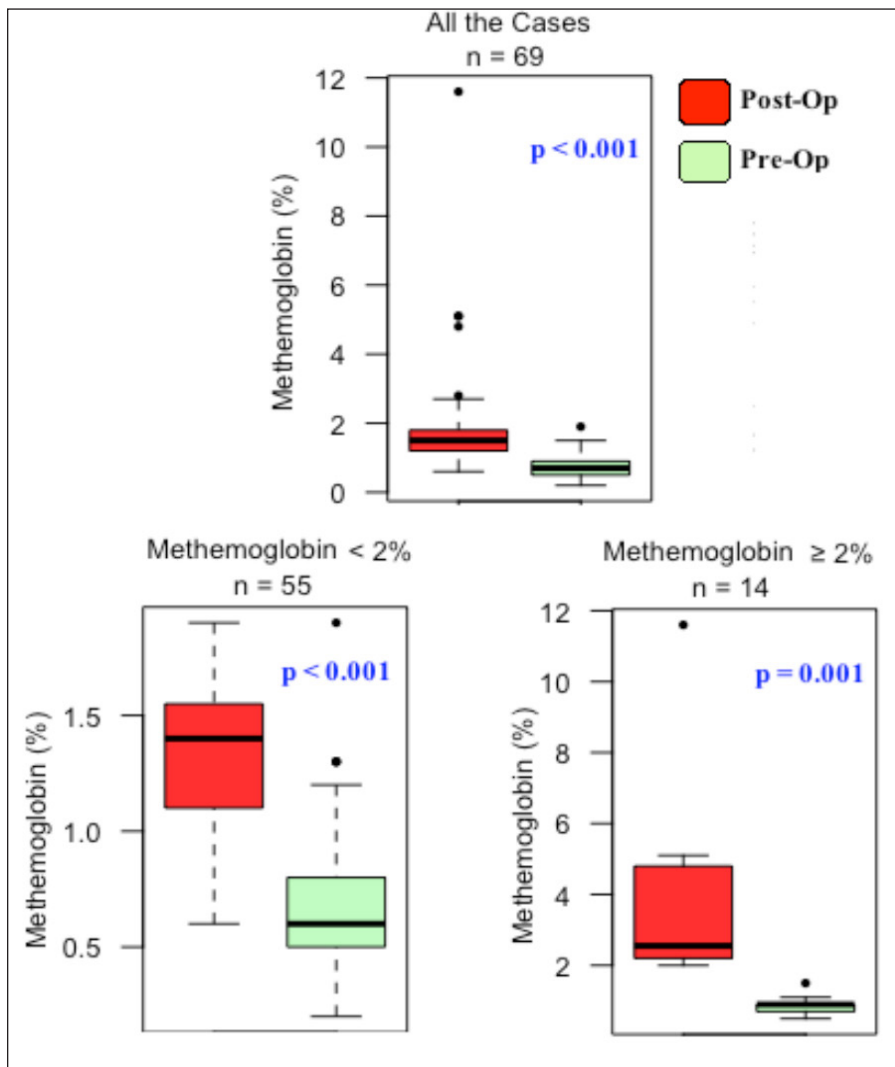 All the Cases
n = 69
Methemoglobin (%)
12
10
8
6
4
2
0
p < 0.001
Post-Op
Pre-Op
Methemoglobin < 2%
n = 55
Methemoglobin (%)
1.5
1.0
0.5
p < 0.001
Methemoglobin ≥ 2%
n = 14
Methemoglobin (%)
12
10
8
6
4
2
p = 0.001